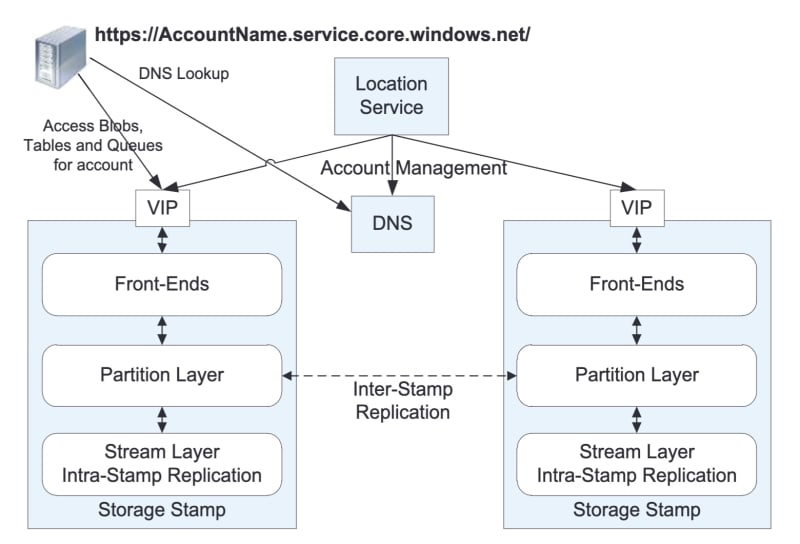 https://AccountName.service.core.windows.net/
DNS Lookup
Location
Service
Access Blobs,
Tables and Queues
for account
Account Management
VIP
DNS
VIP
Front-Ends
Front-Ends
Partition Layer
Partition Layer
Inter-Stamp
Replication
Stream Layer
Intra-Stamp Replication
Stream Layer
Intra-Stamp Replication
Storage Stamp
Storage Stamp